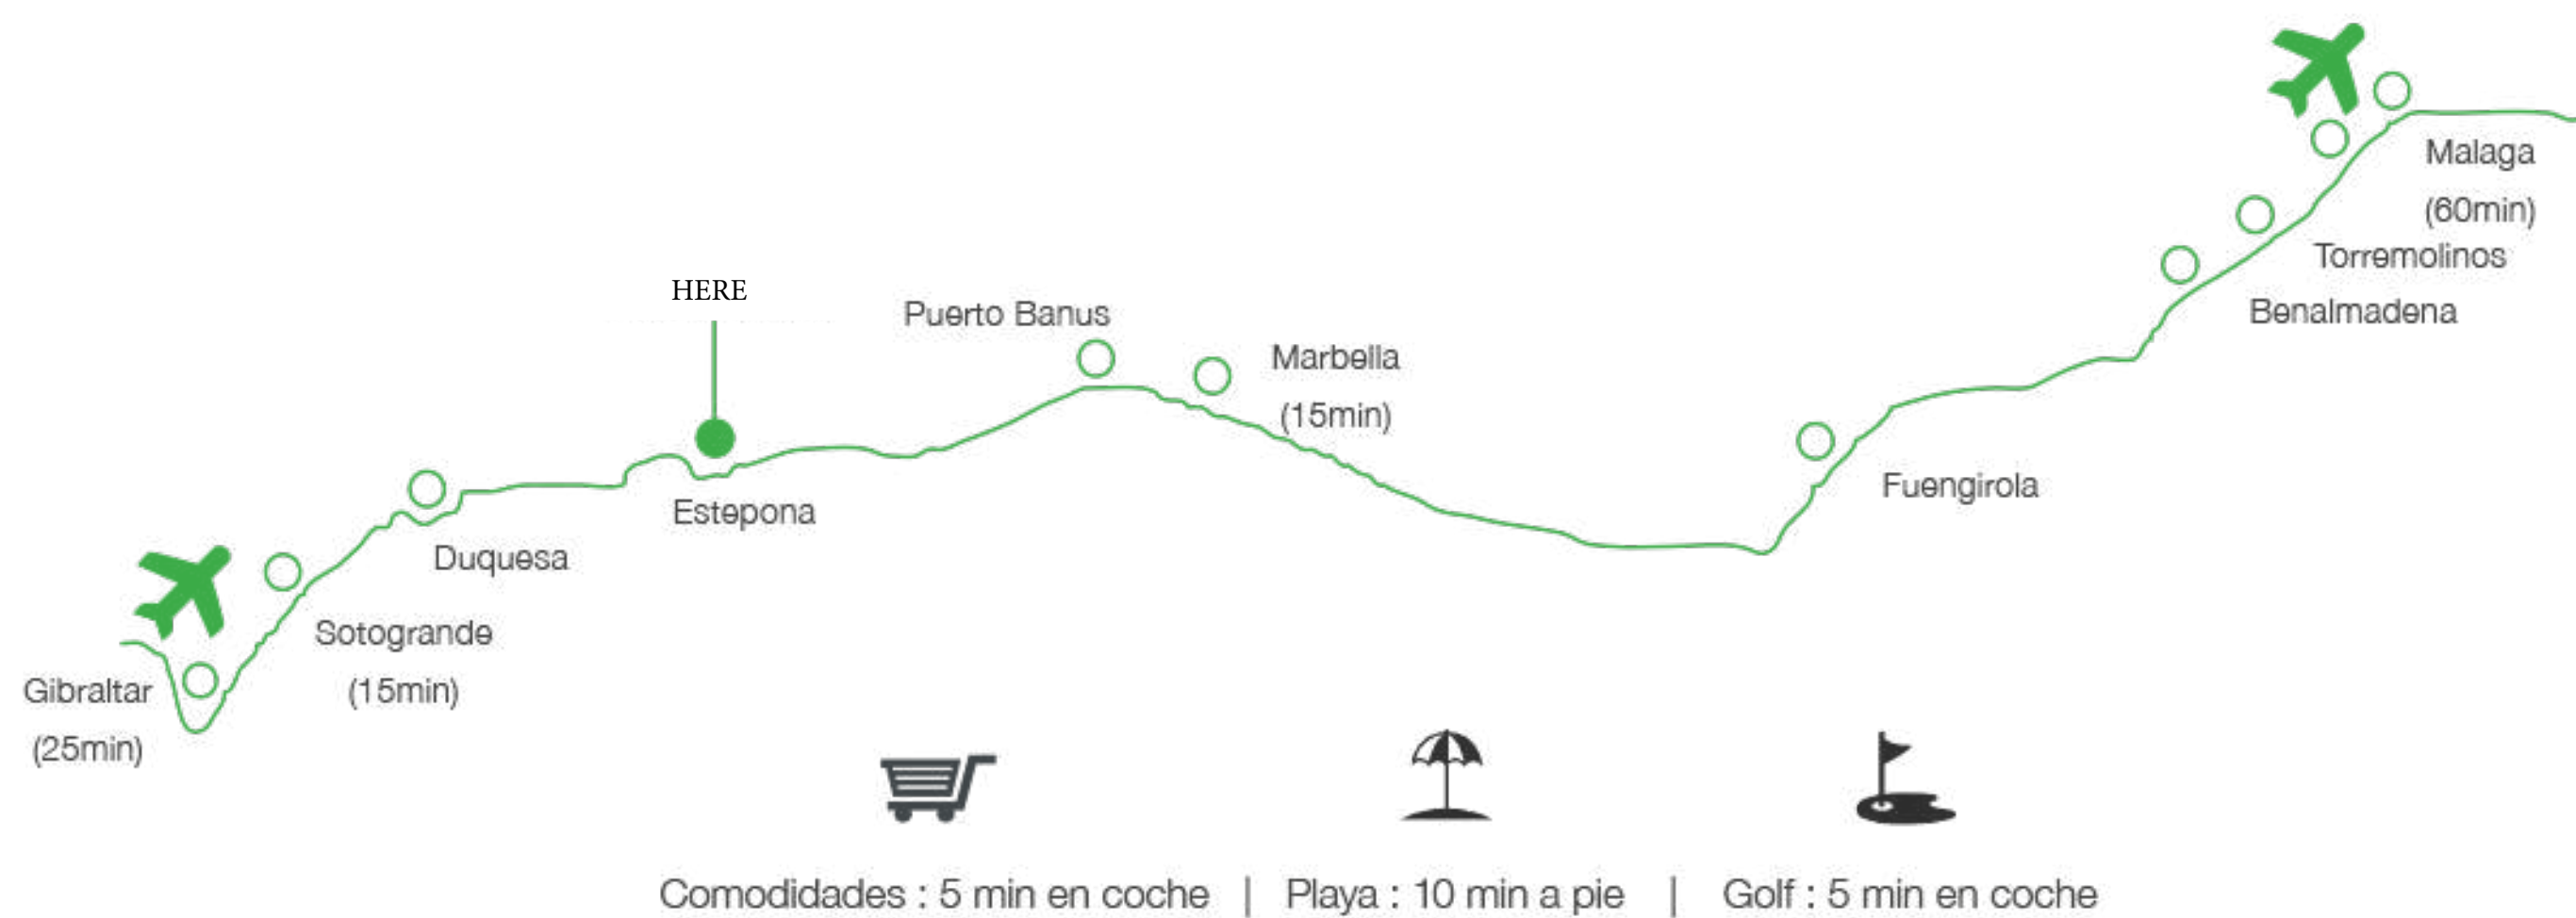 Malaga
(60min)
Torremolinos
Benalmadena
HERE
Puerto Banus
Marbella
(15min)
Fuengirola
Estepona
Duquesa
Sotogrande
(15min)
Gibraltar
(25min)
Comodidades : 5 min en coche | Playa : 10 min a pie | Golf : 5 min en coche